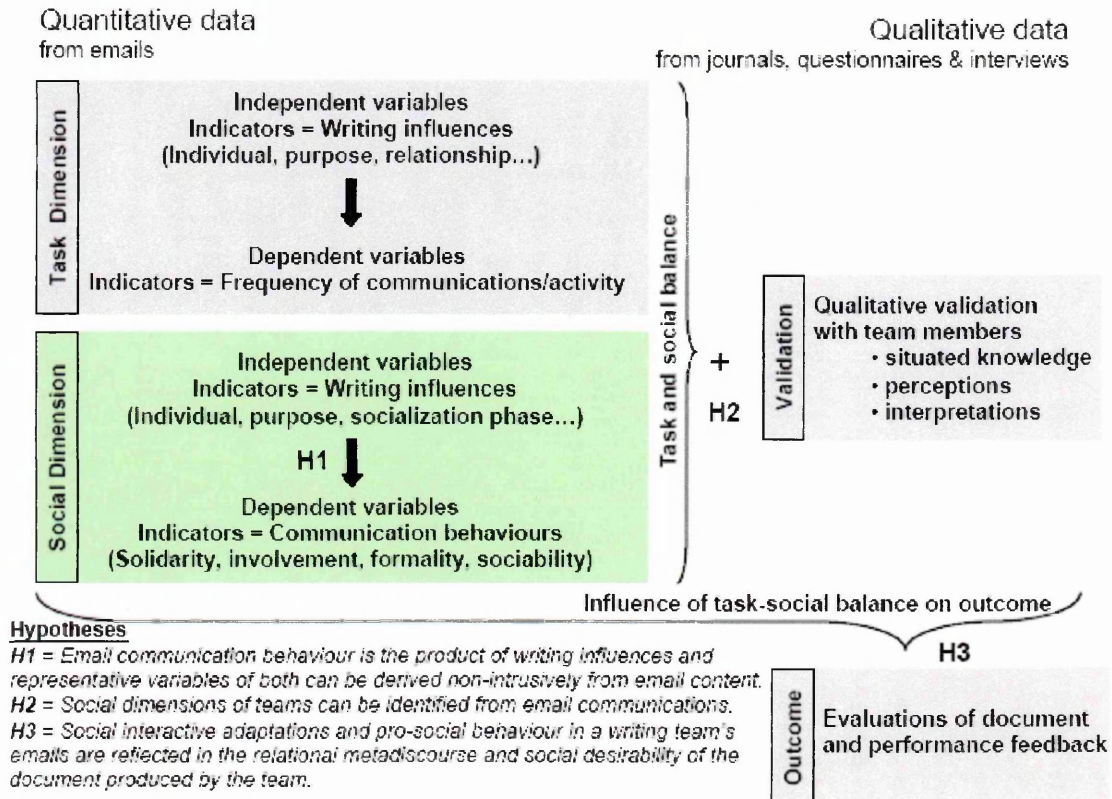 Quantitative data
from emails
Qualitative data
from journals, questionnaires & interviews
Task Dimension
Independent variables
Indicators = Writing influences
(Individual, purpose, relationship...)
Dependent variables
Indicators = Frequency of communications/activity
Social Dimension
Independent variables
Indicators = Writing influences
(Individual, purpose, socialization phase...)
H1
Dependent variables
Indicators = Communication behaviours
(Solidarity, involvement, formality, sociability)
Task and social balance
+
H2
Validation
Qualitative validation
with team members
• situated knowledge
• perceptions
• interpretations
Influence of task-social balance on outcome
H3
Hypotheses
H1 = Email communication behaviour is the product of writing influences and
representative variables of both can be derived non-intrusively from email content.
H2 = Social dimensions of teams can be identified from email communications.
H3 = Social interactive adaptations and pro-social behaviour in a writing team's
emails are reflected in the relational metadiscourse and social desirability of the
document produced by the team.
Outcome
Evaluations of document
and performance feedback